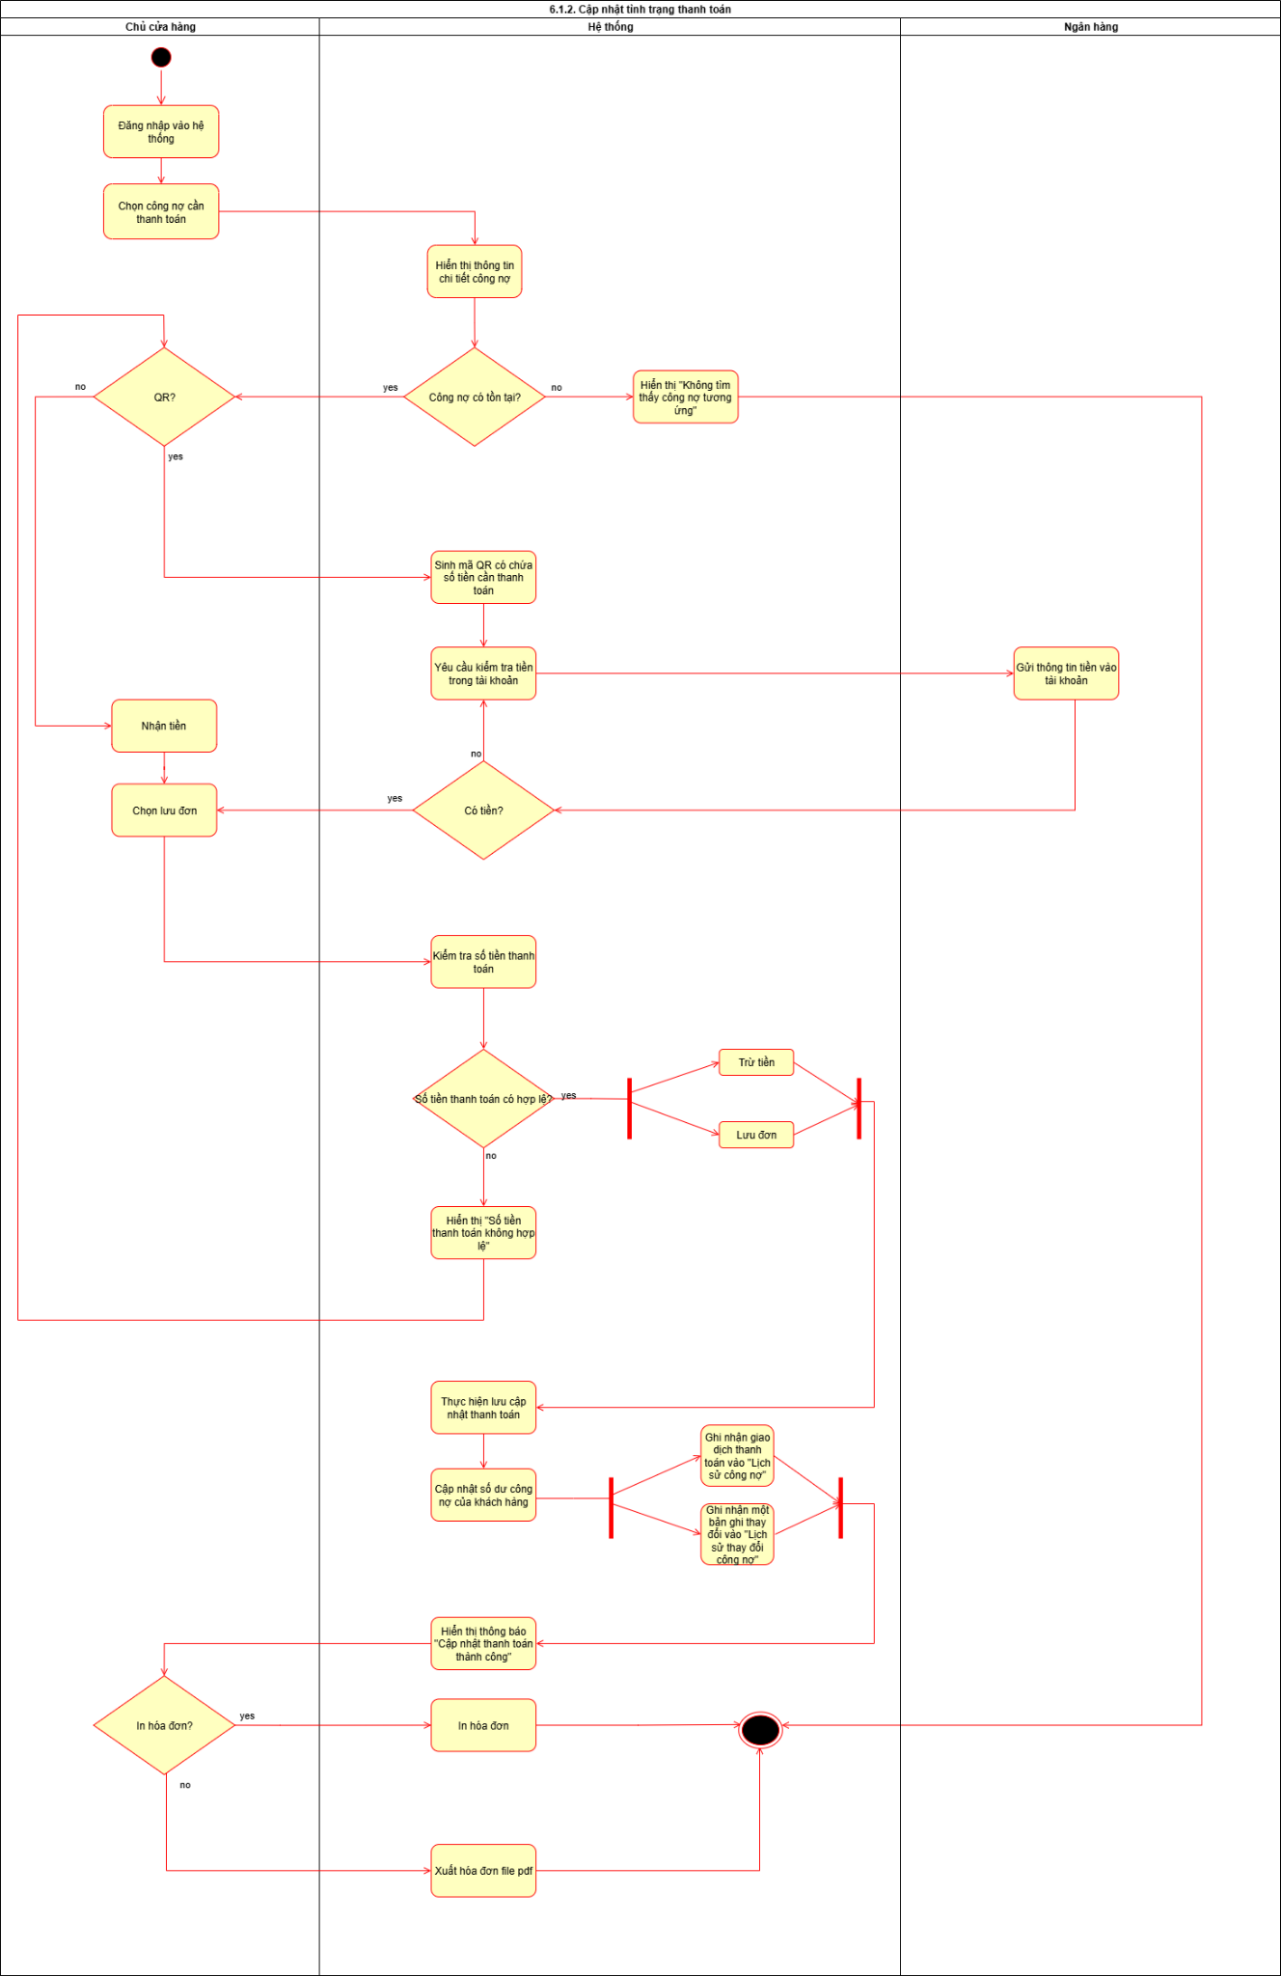 6.1.2. Cập nhật tình trạng thanh toán
Chủ cửa hàng
Hệ thống
Ngân hàng
Đăng nhập vào hệ
thống
Chọn công nợ cần
thanh toán
Hiển thị thông tin
chi tiết công nợ
no
QR?
yes
Công nợ có tồn tại?
no
Hiển thị "Không tìm
thấy công nợ tương
ứng"
yes
Sinh mã QR có chứa
số tiền cần thanh
toán
Yêu cầu kiểm tra tiền
trong tài khoản
Gửi thông tin tiền vào
tài khoản
Nhận tiền
no
Chọn lưu đơn
yes
Có tiền?
Kiểm tra số tiền thanh
toán
Số tiền thanh toán có hợp lệ?
yes
Trừ tiền
Lưu đơn
no
Hiển thị "Số tiền
thanh toán không hợp
lệ"
Thực hiện lưu cập
nhật thanh toán
Cập nhật số dư công
nợ của khách hàng
Ghi nhận giao
dịch thanh
toán vào "Lịch
sử công nợ"
Ghi nhận một
bản ghi thay
đổi vào "Lịch
sử thay đổi
công nợ"
Hiển thị thông báo
"Cập nhật thanh toán
thành công"
In hóa đơn?
yes
In hóa đơn
no
Xuất hóa đơn file pdf